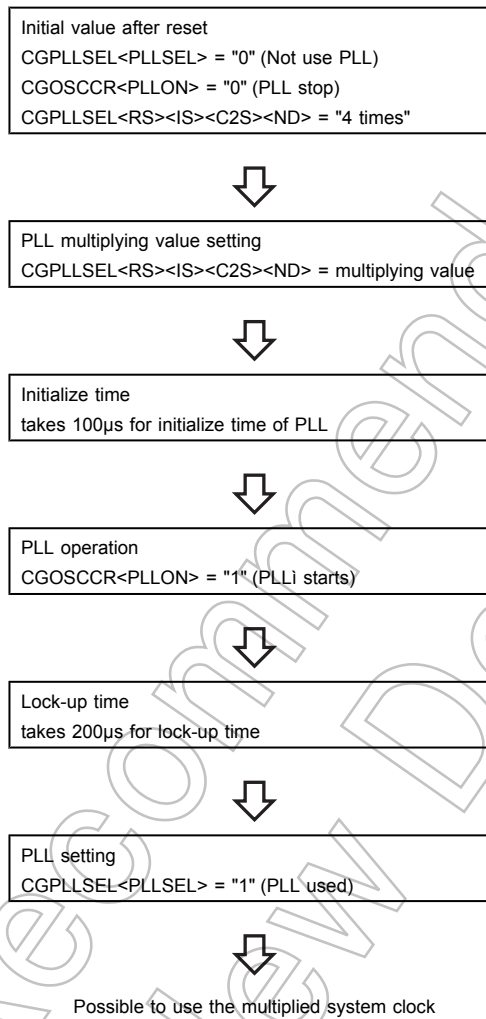 Initial value after reset
CGPLLSEL<PLLSEL> = "0" (Not use PLL)
CGOSCCR<PLLON> = "0" (PLL stop)
CGPLLSEL<RS><IS><C2S><ND> = "4 times"
PLL multiplying value setting
CGPLLSEL<RS><IS><C2S><ND> = multiplying value
Initialize time
takes 100μs for initialize time of PLL
PLL operation
CGOSCCR<PLLON> = "1" (PLLì starts)
Lock-up time
takes 200μs for lock-up time
PLL setting
CGPLLSEL<PLLSEL> = "1" (PLL used)
Possible to use the multiplied system clock